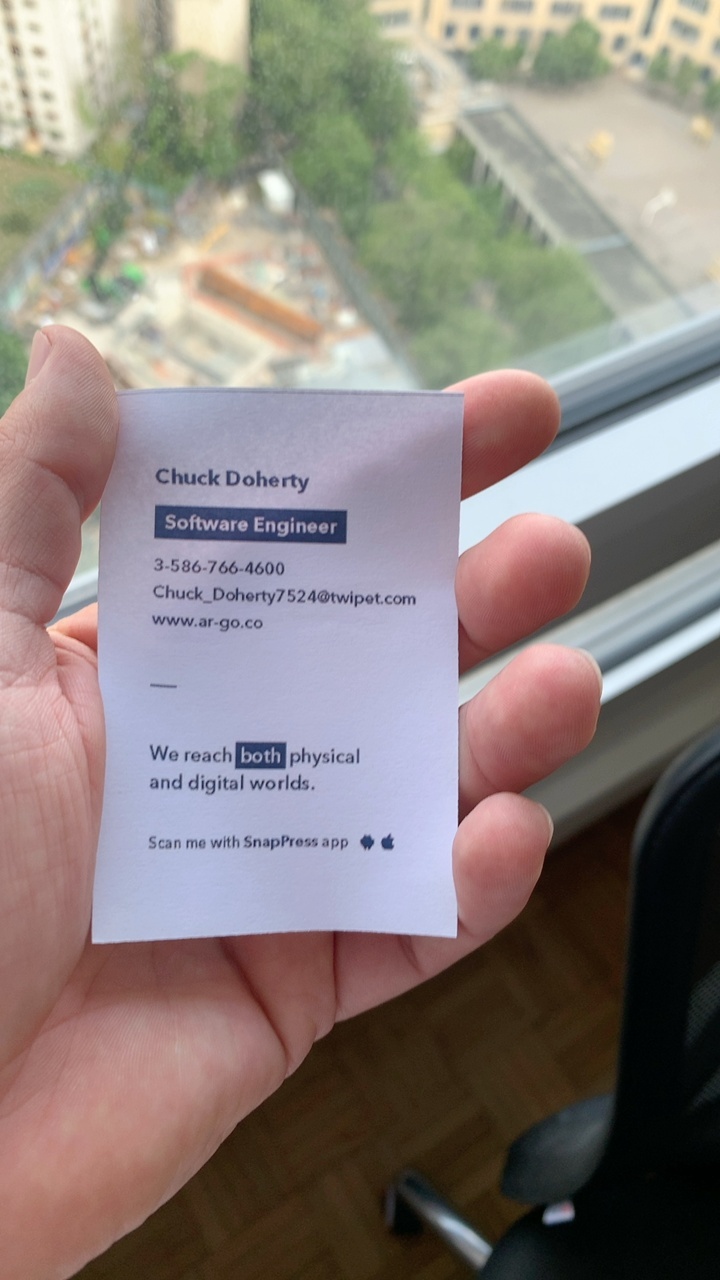 Chuck Doherty
Software Engineer
3-586-766-4600
Chuck_Doherty7524@twipet.com
www.ar-go.co
We reach both physical
and digital worlds.
Scan me with SnapPress app